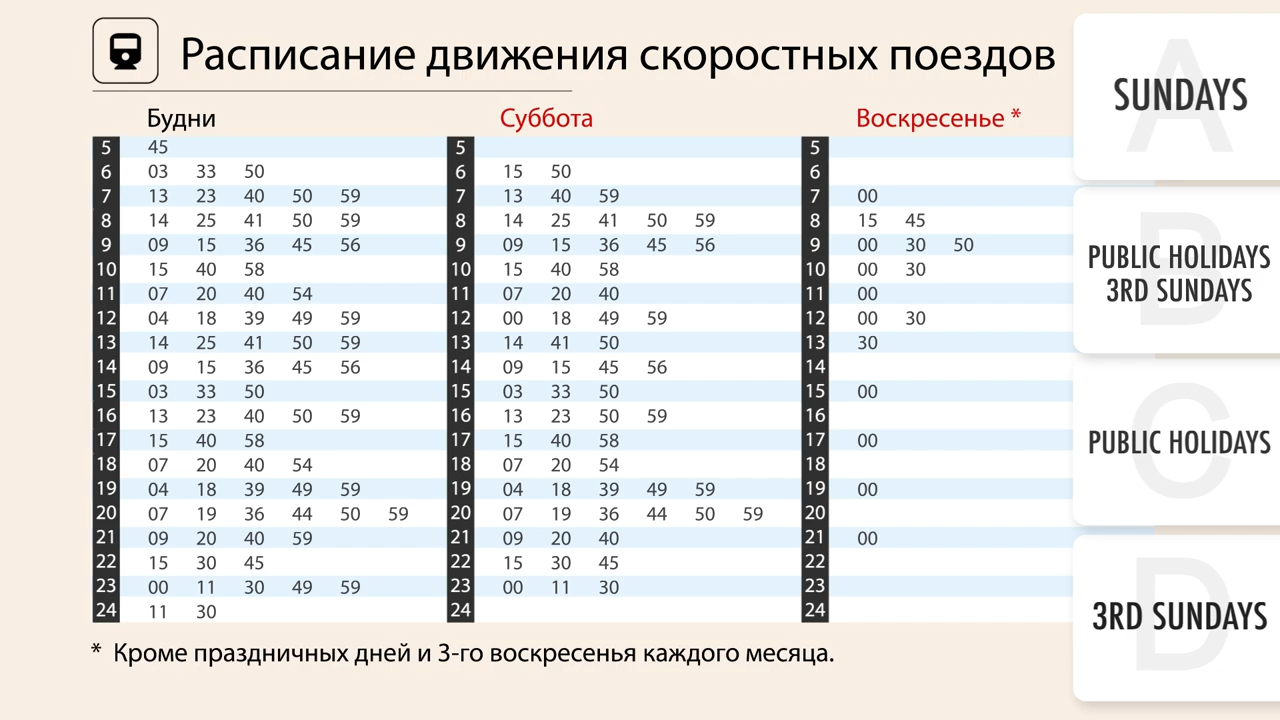 Расписание движения скоростных поездов
Будни
5 45
6 03 33 50
7 13 23 40 50 59
8 14 25 41 50 59
9 09 15 36 45 56
10 15 40 58
11 07 20 40 54
12 04 18 39 49 59
13 14 25 41 50 59
14 09 15 36 45 56
15 03 33 50
16 13 23 40 50 59
17 15 40 58
18 07 20 40 54
19 04 18 39 49 59
20 07 19 36 44 50 59
21 09 20 40 59
22 15 30 45
23 00 11 30 49 59
24 11 30
Суббота
5
6 15 50
7 13 40 59
8 14 25 41 50 59
9 09 15 36 45 56
10 15 40 58
11 07 20 40
12 00 18 49 59
13 14 41 50
14 09 15 45 56
15 03 33 50
16 13 23 50 59
17 15 40 58
18 07 20 54
19 04 18 39 49 59
20 07 19 36 44 50 59
21 09 20 40
22 15 30 45
23 00 11 30
24
Воскресенье *
5
6
7 00
8 15 45
9 00 30 50
10 00 30
11 00
12 00 30
13 30
14
15 00
16
17 00
18
19 00
20
21 00
22
23
24
* Кроме праздничных дней и 3-го воскресенья каждого месяца.
A
SUNDAYS
B
PUBLIC HOLIDAYS
3RD SUNDAYS
C
PUBLIC HOLIDAYS
D
3RD SUNDAYS